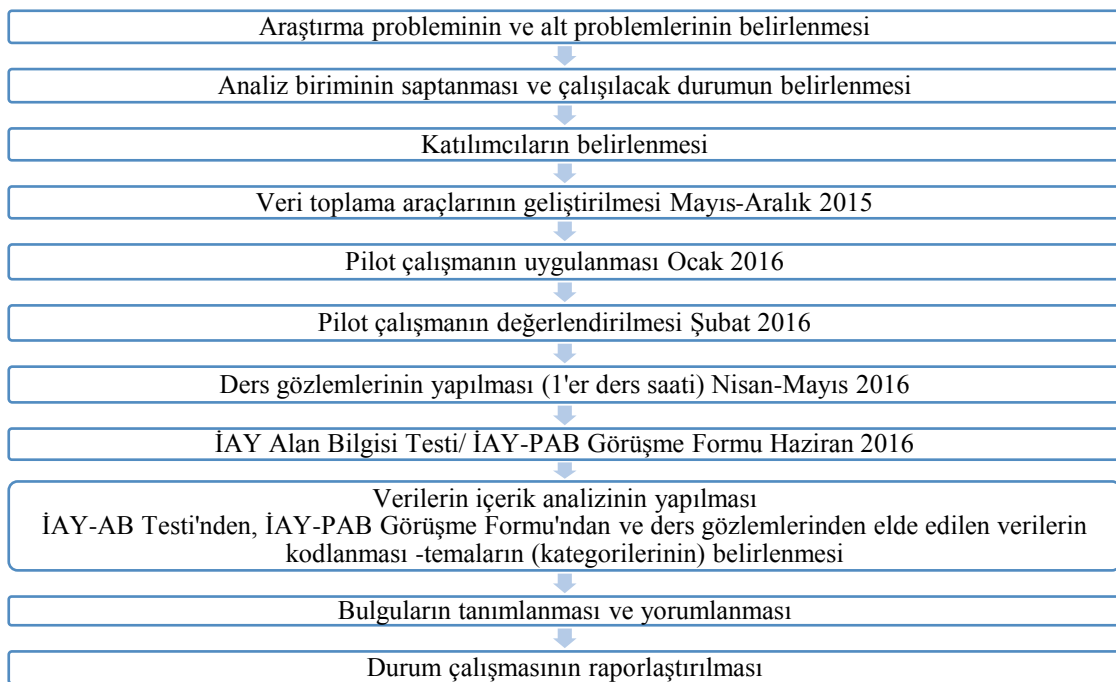 Araştırma probleminin ve alt problemlerinin belirlenmesi
Analiz biriminin saptanması ve çalışılacak durumun belirlenmesi
Katılımcıların belirlenmesi
Veri toplama araçlarının geliştirilmesi Mayıs-Aralık 2015
Pilot çalışmanın uygulanması Ocak 2016
Pilot çalışmanın değerlendirilmesi Şubat 2016
Ders gözlemlerinin yapılması (1'er ders saati) Nisan-Mayıs 2016
İAY Alan Bilgisi Testi/ İAY-PAB Görüşme Formu Haziran 2016
Verilerin içerik analizinin yapılması
İAY-AB Testi'nden, İAY-PAB Görüşme Formu'ndan ve ders gözlemlerinden elde edilen verilerin
kodlanması -temaların (kategorilerinin) belirlenmesi
Bulguların tanımlanması ve yorumlanması
Durum çalışmasının raporlaştırılması